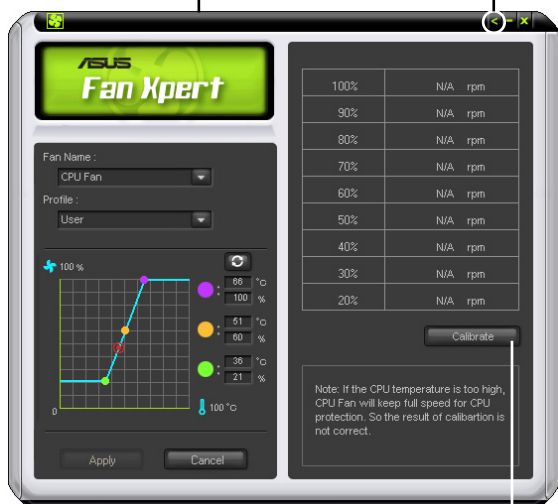 < - x
ASUS
Fan Xpert
Fan Name :
CPU Fan
Profile :
User
100 %
66 °C
100 %
51 °C
60 %
36 °C
21 %
0
100 °C
Apply
Cancel
100% N/A rpm
90% N/A rpm
80% N/A rpm
70% N/A rpm
60% N/A rpm
50% N/A rpm
40% N/A rpm
30% N/A rpm
20% N/A rpm
Calibrate
Note: If the CPU temperature is too high,
CPU Fan will keep full speed for CPU
protection. So the result of calibartion is
not correct.